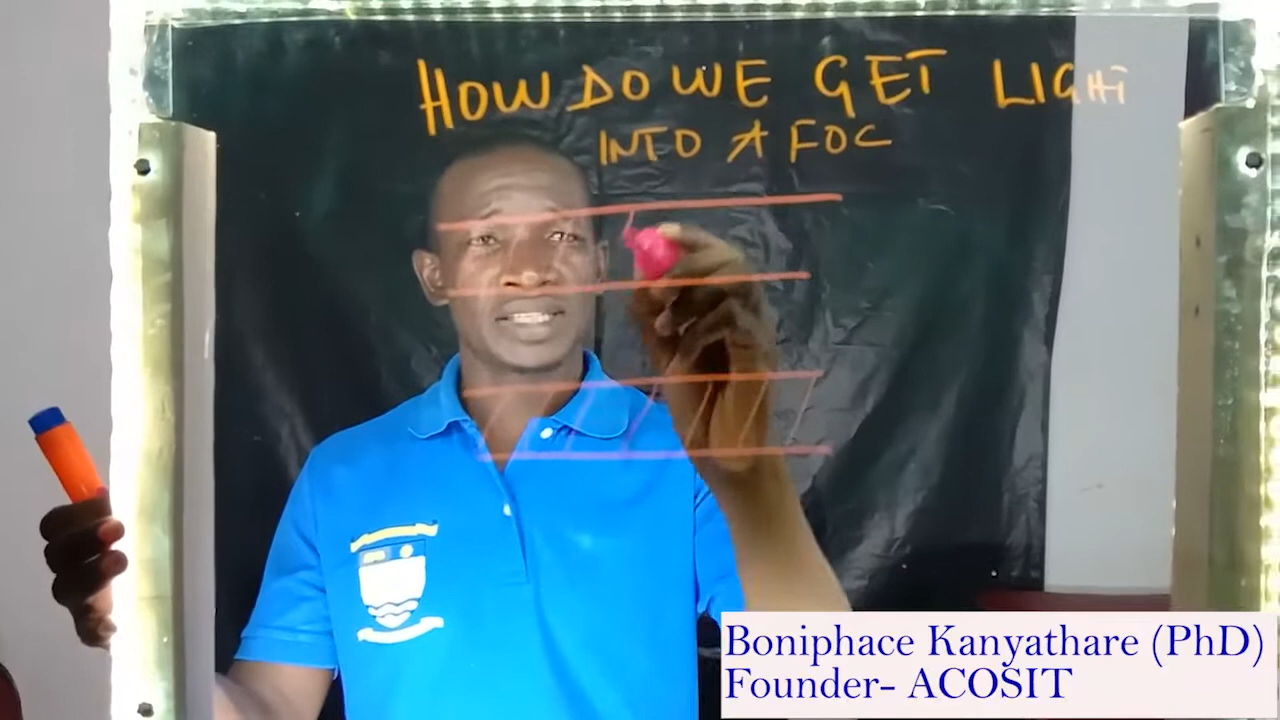 HOW DO WE GET LIGHT
INTO A FOC
Boniphace Kanyathare (PhD)
Founder- ACOSIT